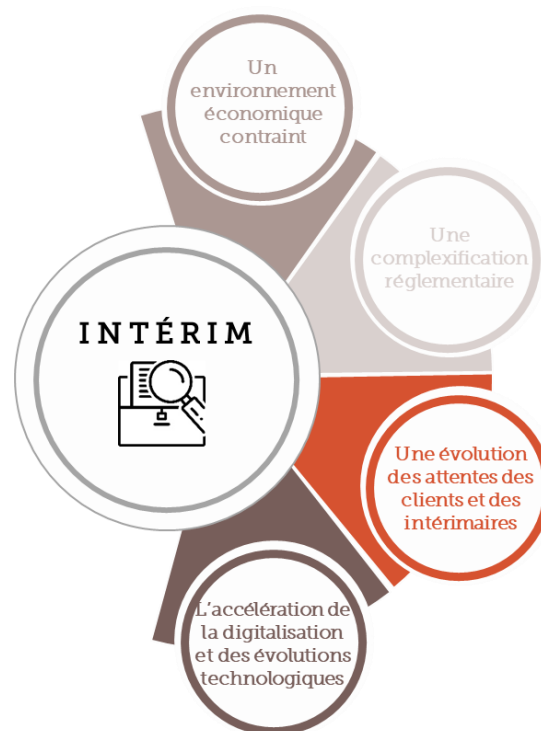 Un
environnement
économique
contraint
Une
complexification
réglementaire
INTÉRIM
Une évolution
des attentes des
clients et des
intérimaires
L'accélération de
la digitalisation
et des évolutions
technologiques